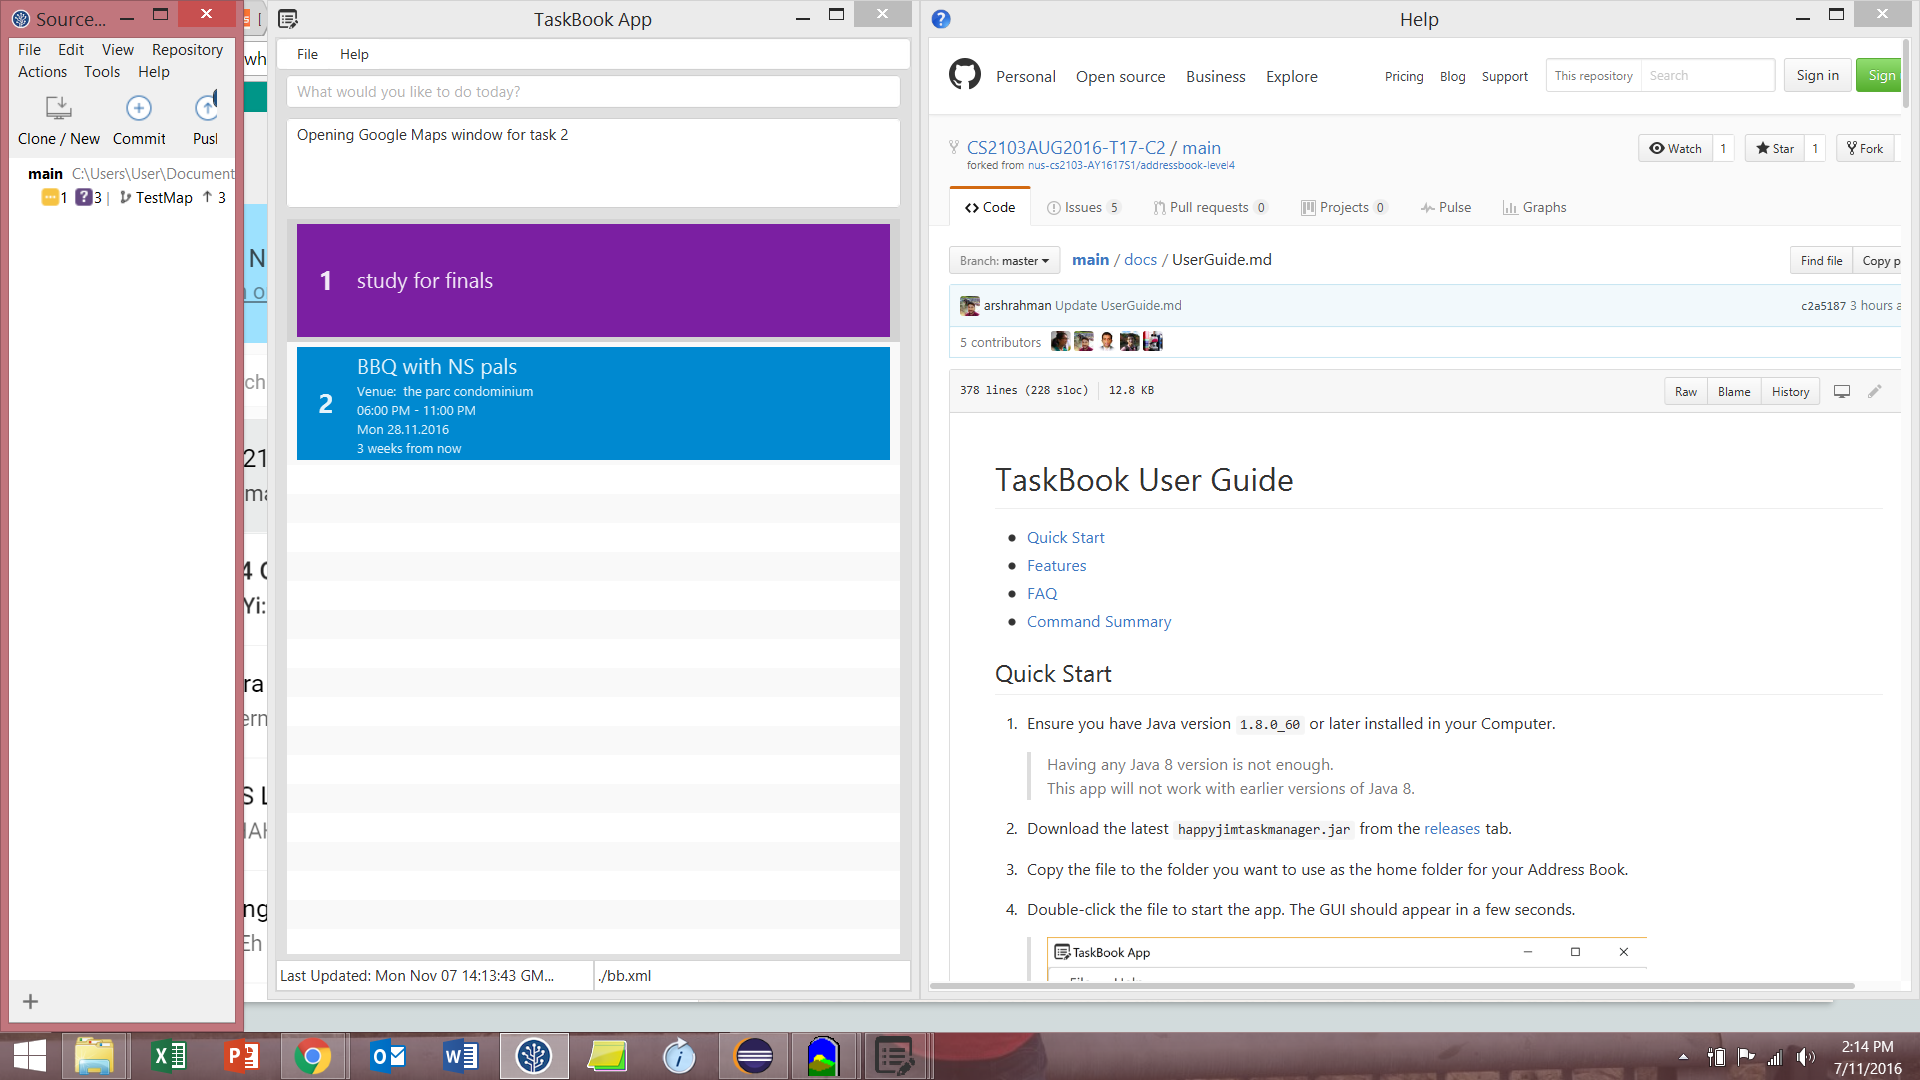 Source...
File Edit View Repository
Actions Tools Help
Clone / New Commit Pusl
main C:\Users\User\Document
1 3 | TestMap 3
wh
N
ch
21
ma
Yi:
ra
ern
ng
Eh
TaskBook App
File Help
What would you like to do today?
Opening Google Maps window for task 2
1 study for finals
2
BBQ with NS pals
Venue: the parc condominium
06:00 PM - 11:00 PM
Mon 28.11.2016
3 weeks from now
Last Updated: Mon Nov 07 14:13:43 GM...
./bb.xml
Help
Personal Open source Business Explore Pricing Blog Support This repository Search Sign in Sign
CS2103AUG2016-T17-C2 / main
Watch 1 Star 1 Fork
forked from nus-cs2103-AY1617S1/addressbook-level4
Code Issues 5 Pull requests 0 Projects 0 Pulse Graphs
Branch: master main / docs / UserGuide.md Find file Copy p
arshrahman Update UserGuide.md c2a5187 3 hours a
5 contributors
378 lines (228 sloc) 12.8 KB Raw Blame History
TaskBook User Guide
• Quick Start
• Features
• FAQ
• Command Summary
Quick Start
1. Ensure you have Java version 1.8.0_60 or later installed in your Computer.
Having any Java 8 version is not enough.
This app will not work with earlier versions of Java 8.
2. Download the latest happyjimtaskmanager.jar from the releases tab.
3. Copy the file to the folder you want to use as the home folder for your Address Book.
4. Double-click the file to start the app. The GUI should appear in a few seconds.
TaskBook App
2:14 PM
7/11/2016